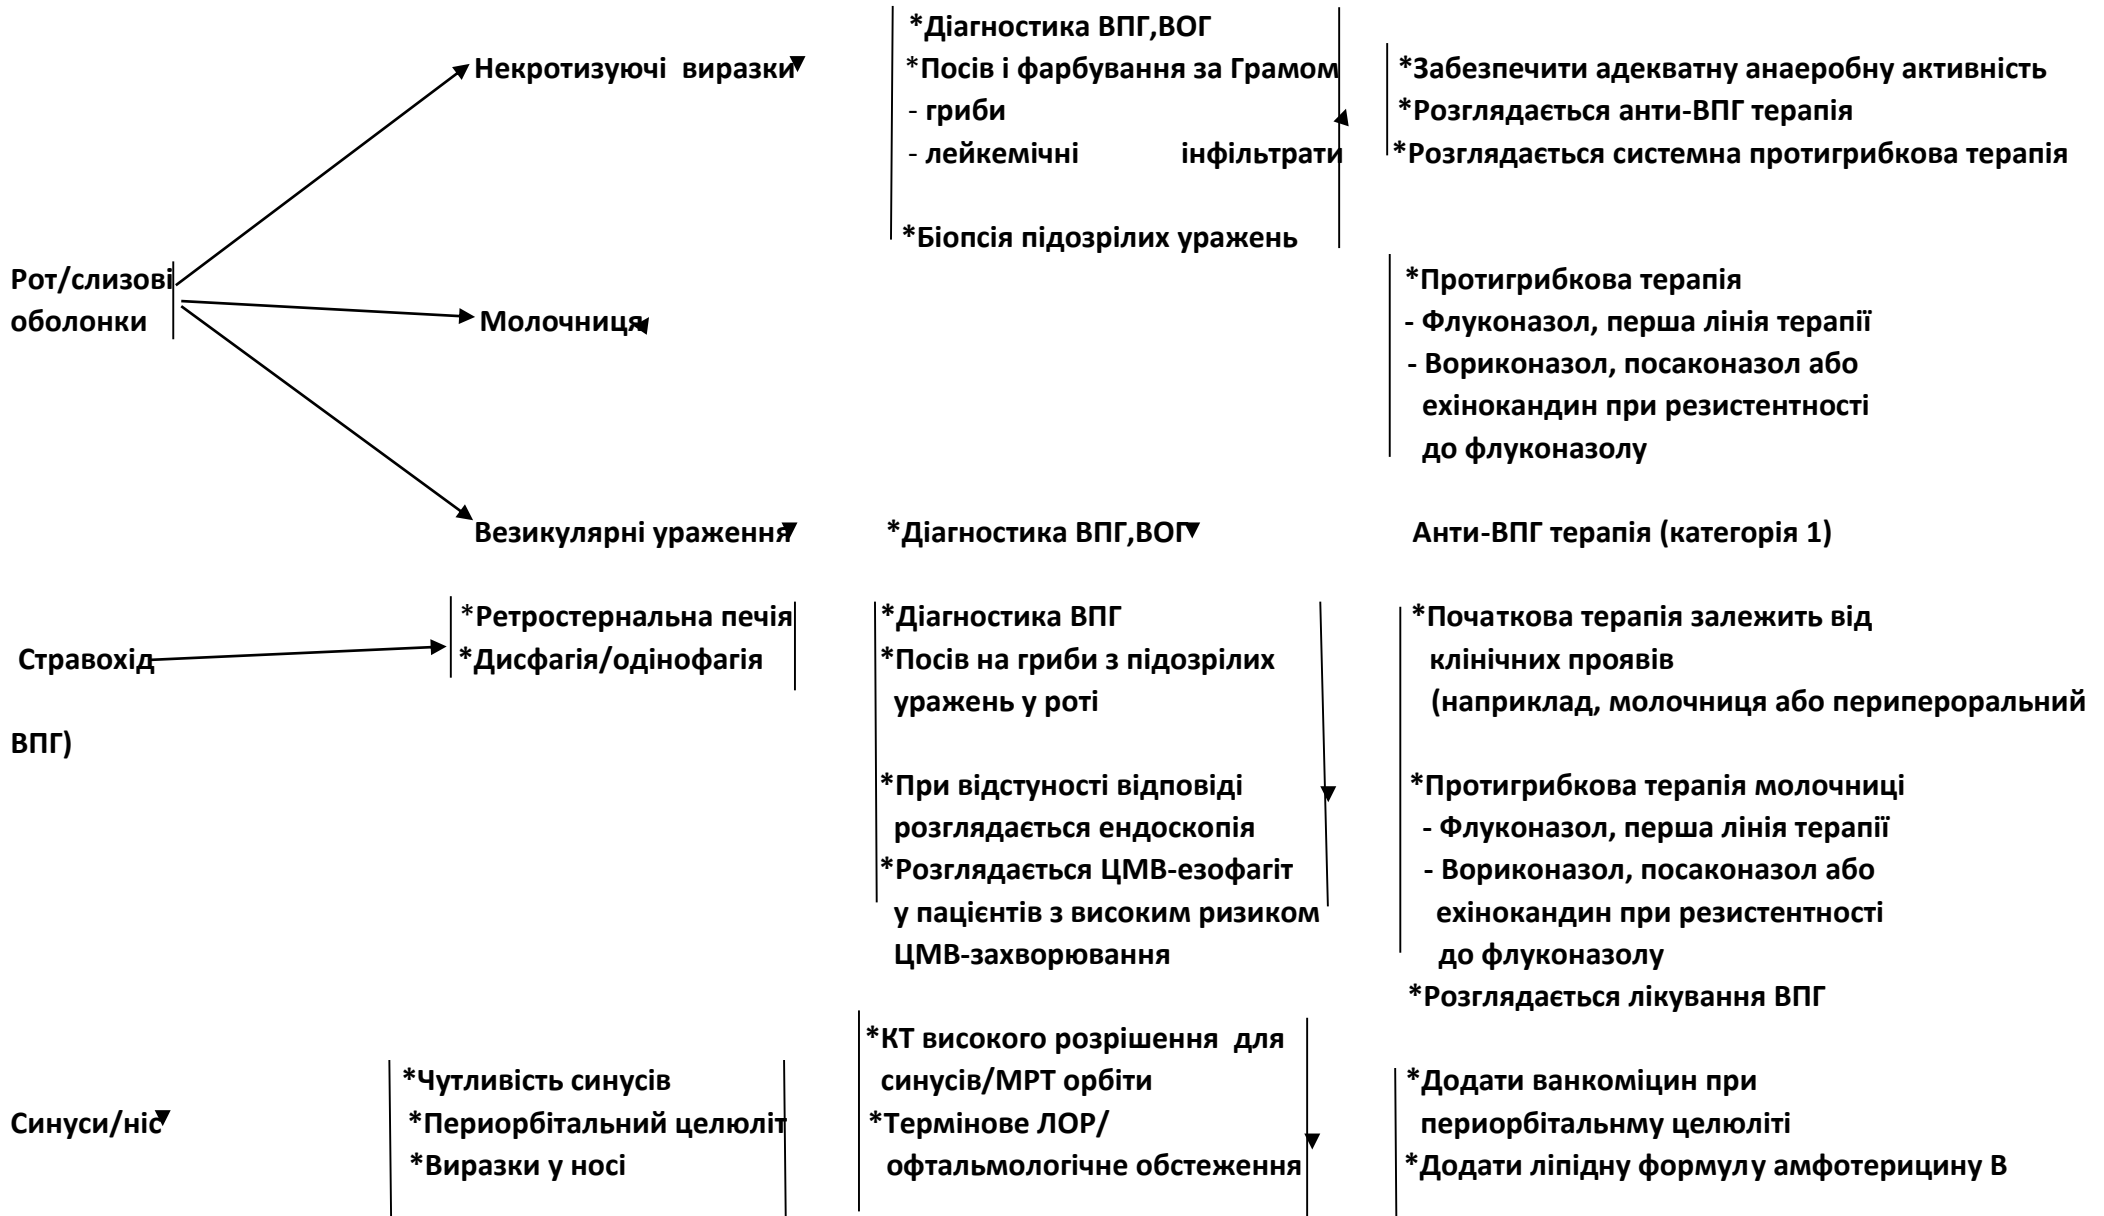 *Діагностика ВПГ,ВОГ
Некротизуючі виразки
*Посів і фарбування за Грамом
- гриби
- лейкемічні інфільтрати
*Біопсія підозрілих уражень
*Забезпечити адекватну анаеробну активність
*Розглядається анти-ВПГ терапія
*Розглядається системна протигрибкова терапія
Рот/слизові
оболонки
Молочниця
*Протигрибкова терапія
- Флуконазол, перша лінія терапії
- Вориконазол, посаконазол або
ехінокандин при резистентності
до флуконазолу
Везикулярні ураження
*Діагностика ВПГ,ВОГ
Анти-ВПГ терапія (категорія 1)
Стравохід
*Ретростернальна печія
*Дисфагія/одінофагія
*Діагностика ВПГ
*Посів на гриби з підозрілих
уражень у роті
*При відстуності відповіді
розглядається ендоскопія
*Розглядається ЦМВ-езофагіт
у пацієнтів з високим ризиком
ЦМВ-захворювання
*Початкова терапія залежить від
клінічних проявів
(наприклад, молочниця або перипероральний
ВПГ)
*Протигрибкова терапія молочниці
- Флуконазол, перша лінія терапії
- Вориконазол, посаконазол або
ехінокандин при резистентності
до флуконазолу
*Розглядається лікування ВПГ
Синуси/ніс
*Чутливість синусів
*Периорбітальний целюліт
*Виразки у носі
*КТ високого розрішення для
синусів/МРТ орбіти
*Термінове ЛОР/
офтальмологічне обстеження
*Додати ванкоміцин при
периорбітальнму целюліті
*Додати ліпідну формулу амфотерицину В